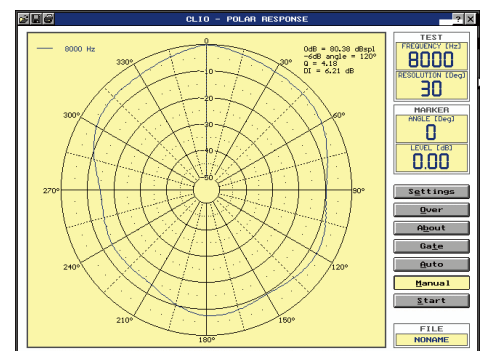 CLIO - POLAR RESPONSE
? x
8000 Hz
0dB = 80.38 dBspl
-6dB angle = 120°
Q = 4.18
DI = 6.21 dB
0
330°
30°
-10
-20
300°
60°
-30
-40
-50
270°
90°
240°
120°
210°
150°
180°
TEST
FREQUENCY [Hz]
8000
RESOLUTION [Deg]
30
MARKER
ANGLE [Deg]
0
LEVEL [dB]
0.00
Settings
Over
About
Gate
Auto
Manual
Start
FILE
NONAME